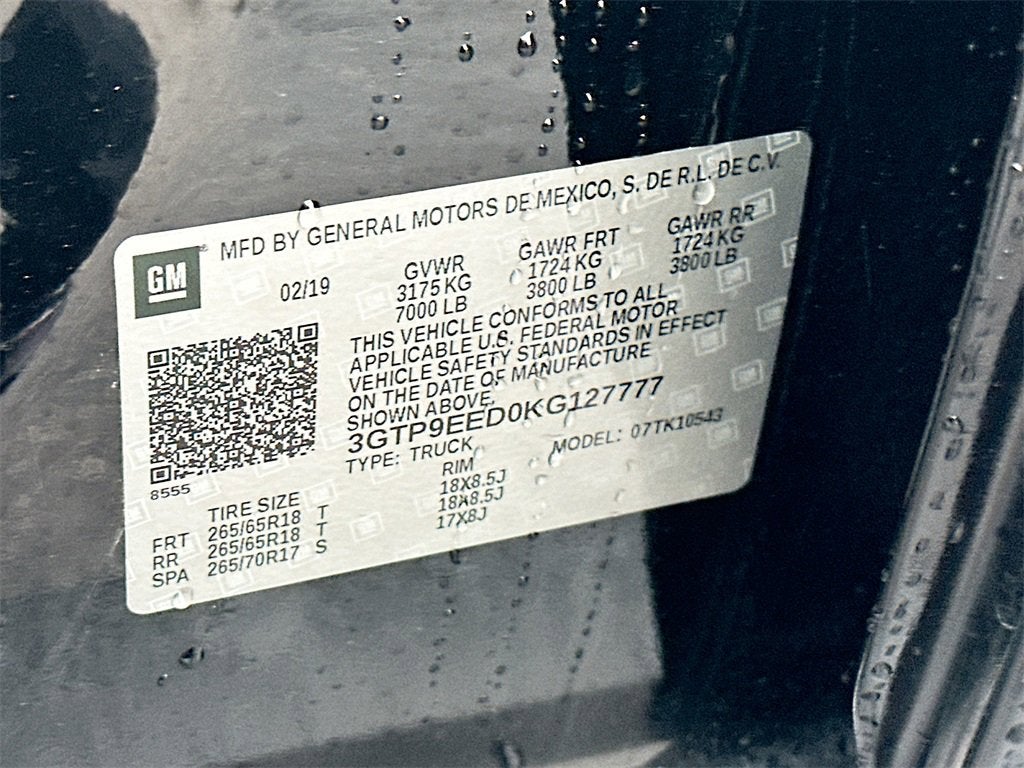 MFD BY GENERAL MOTORS DE MEXICO, S. DE R.L. DE C.V.
GM
02/19
GVWR GAWR FRT GAWR RR
3175 KG 1724 KG 1724 KG
7000 LB 3800 LB 3800 LB
THIS VEHICLE CONFORMS TO ALL
APPLICABLE U.S. FEDERAL MOTOR
VEHICLE SAFETY STANDARDS IN EFFECT
ON THE DATE OF MANUFACTURE
SHOWN ABOVE.
3GTP9EED0KG127777
TYPE: TRUCK MODEL: 07TK10543
8555
TIRE SIZE RIM
FRT 265/65R18 T 18X8.5J
RR 265/65R18 T 18X8.5J
SPA 265/70R17 S 17X8J